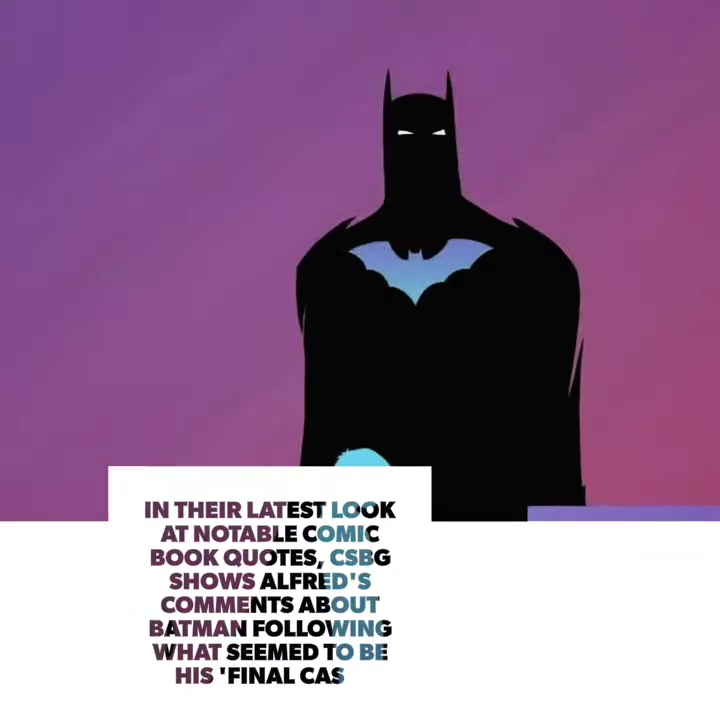 IN THEIR LATEST LOOK
AT NOTABLE COMIC
BOOK QUOTES, CSBG
SHOWS ALFRED'S
COMMENTS ABOUT
BATMAN FOLLOWING
WHAT SEEMED TO BE
HIS 'FINAL CAS